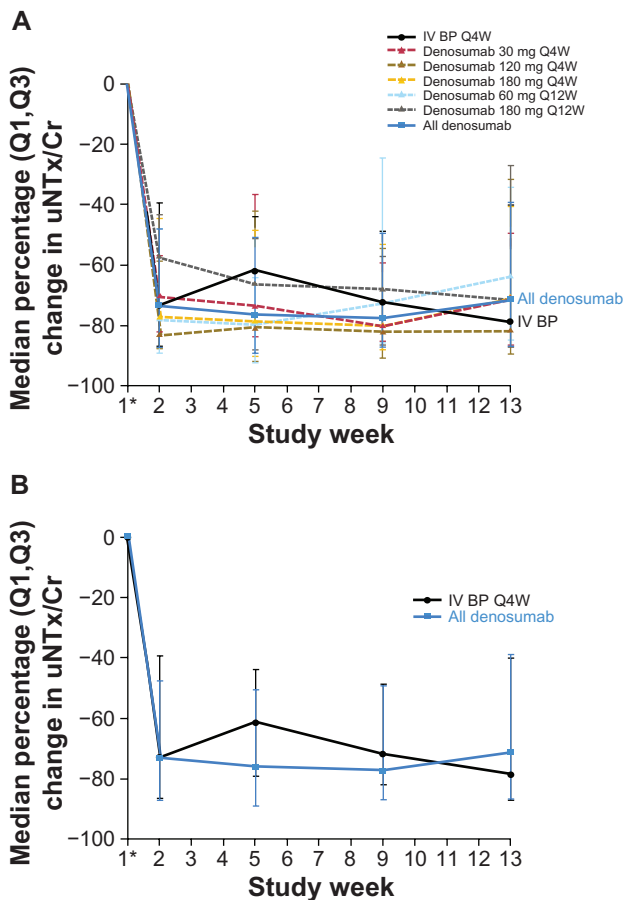 A
IV BP Q4W
Denosumab 30 mg Q4W
Denosumab 120 mg Q4W
Denosumab 180 mg Q4W
Denosumab 60 mg Q12W
Denosumab 180 mg Q12W
All denosumab
Median percentage (Q1,Q3)
change in uNTx/Cr
0
−20
−40
−60
−80
−100
All denosumab
IV BP
1* 2 3 4 5 6 7 8 9 10 11 12 13
Study week
B
IV BP Q4W
All denosumab
Median percentage (Q1,Q3)
change in uNTx/Cr
0
−20
−40
−60
−80
−100
1* 2 3 4 5 6 7 8 9 10 11 12 13
Study week